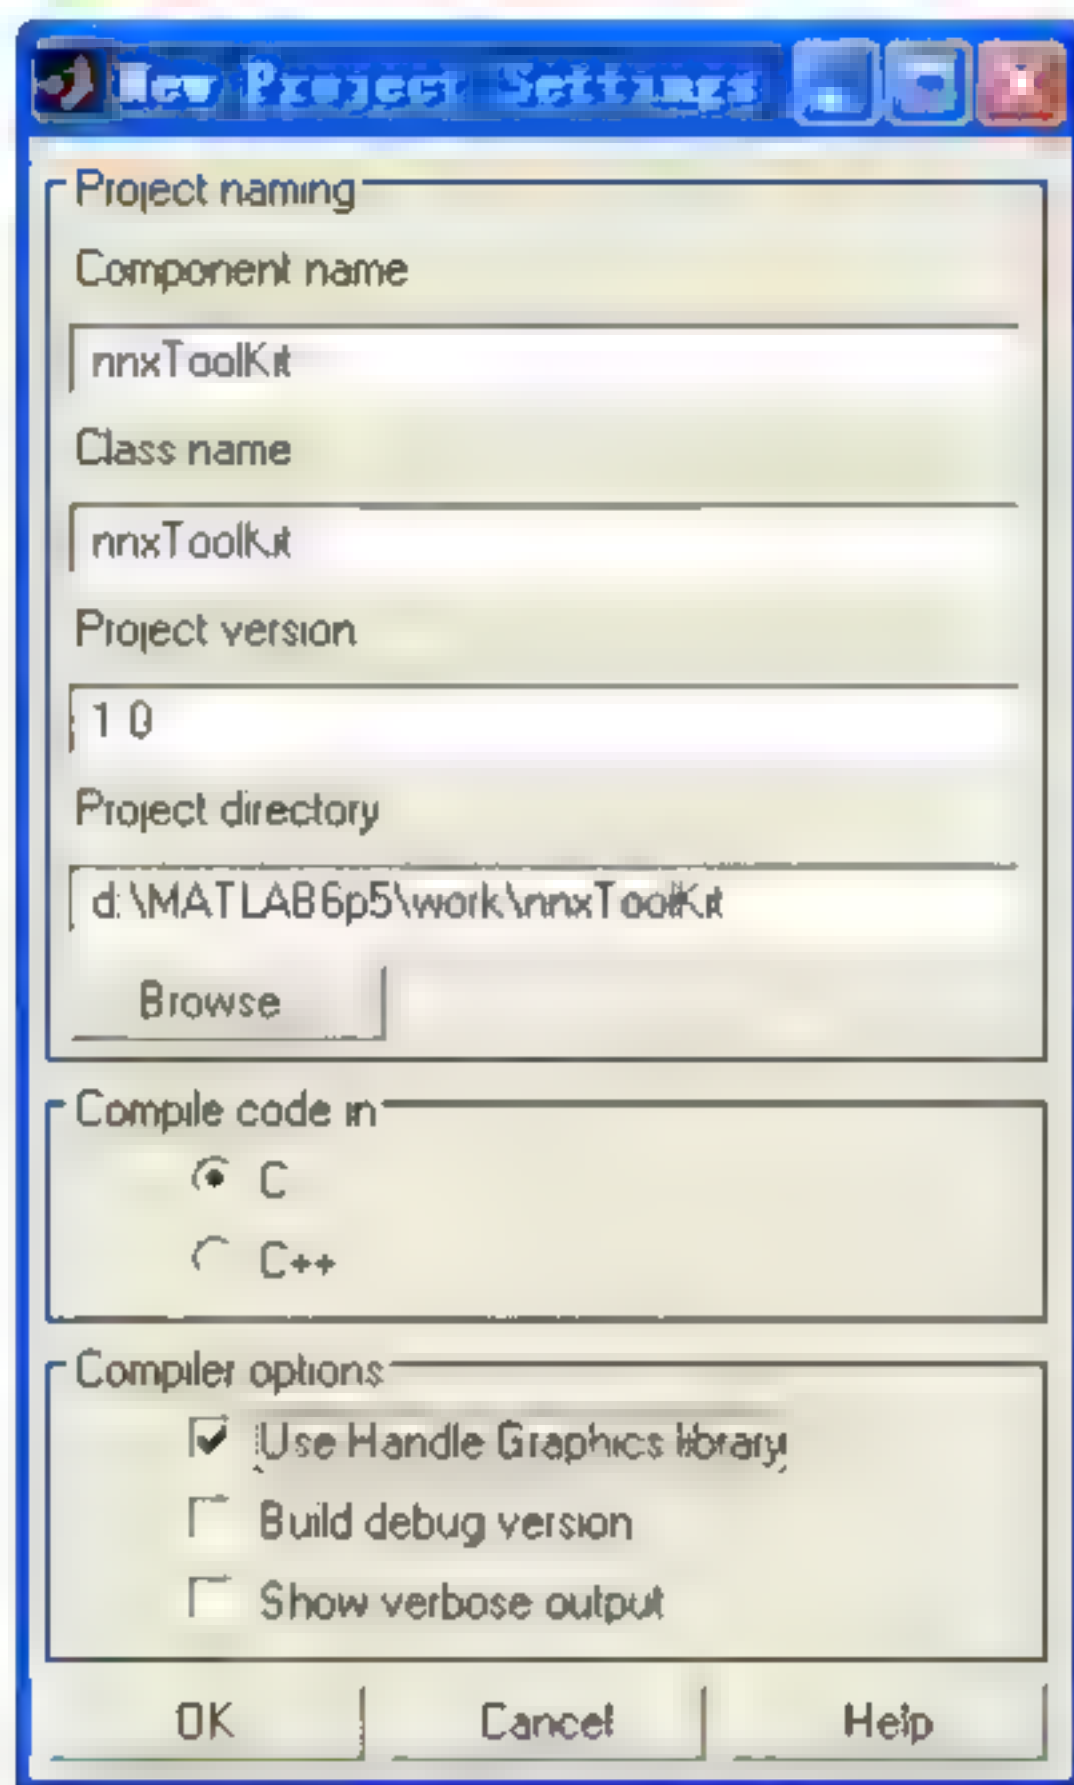 New Project Settings
Project naming
Component name
nnxToolKit
Class name
nnxToolKit
Project version
1.0
Project directory
d:\MATLAB6p5\work\nnxToolKit
Browse
Compile code in
C
C++
Compiler options
Use Handle Graphics library
Build debug version
Show verbose output
OK Cancel Help